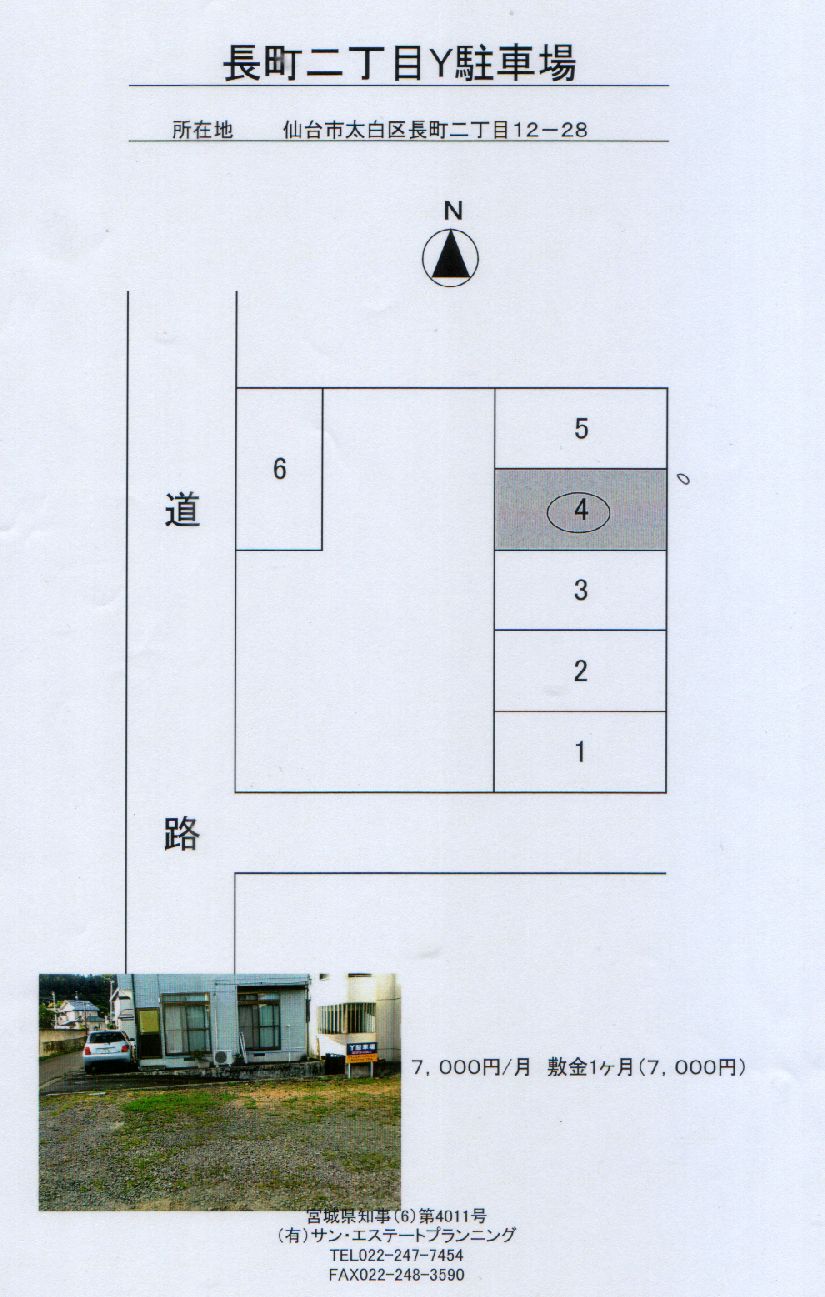 長町二丁目Y駐車場
所在地 仙台市太白区長町二丁目12－28
N
5
6
4
道
3
2
1
路
Y駐車場
7，000円/月 敷金1ヶ月（7，000円）
宮城県知事(6)第4011号
(有)サン・エステートプランニング
TEL022-247-7454
FAX022-248-3590